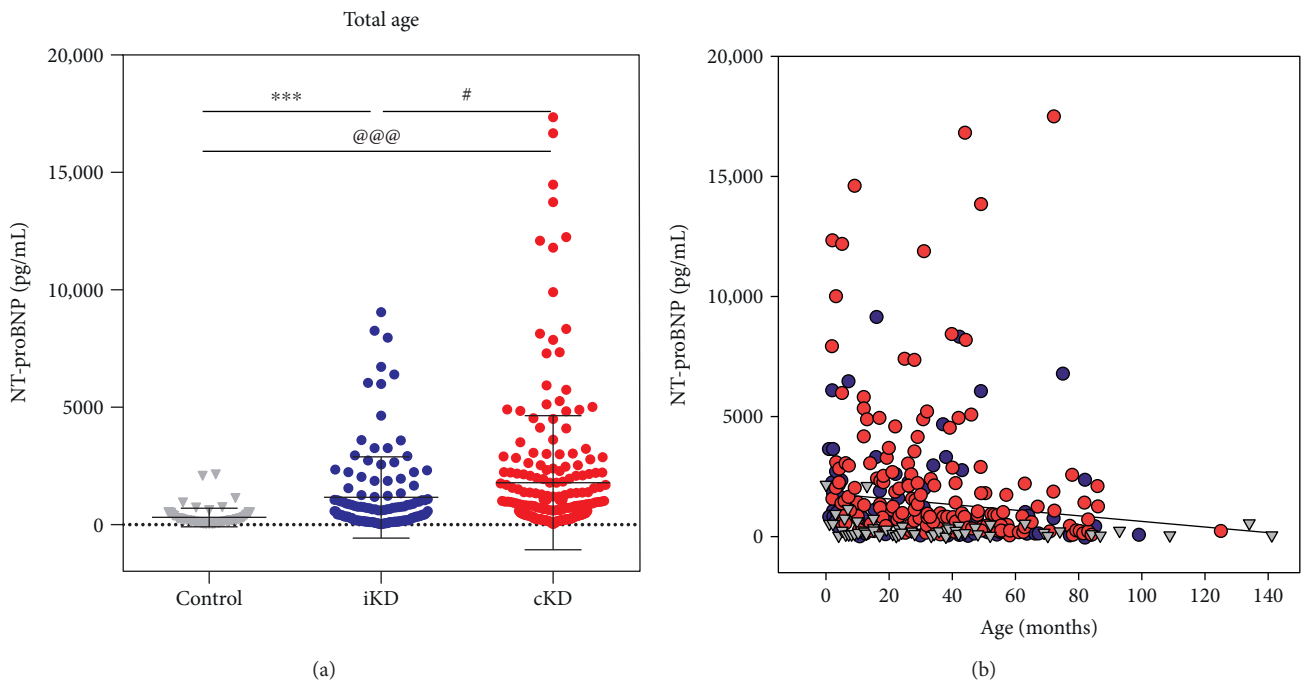 Total age
20,000
15,000
10,000
5000
0
NT-proBNP (pg/mL)
***
#
@@@
Control iKD cKD
(a)
20,000
15,000
10,000
5000
0
NT-proBNP (pg/mL)
0 20 40 60 80 100 120 140
Age (months)
(b)